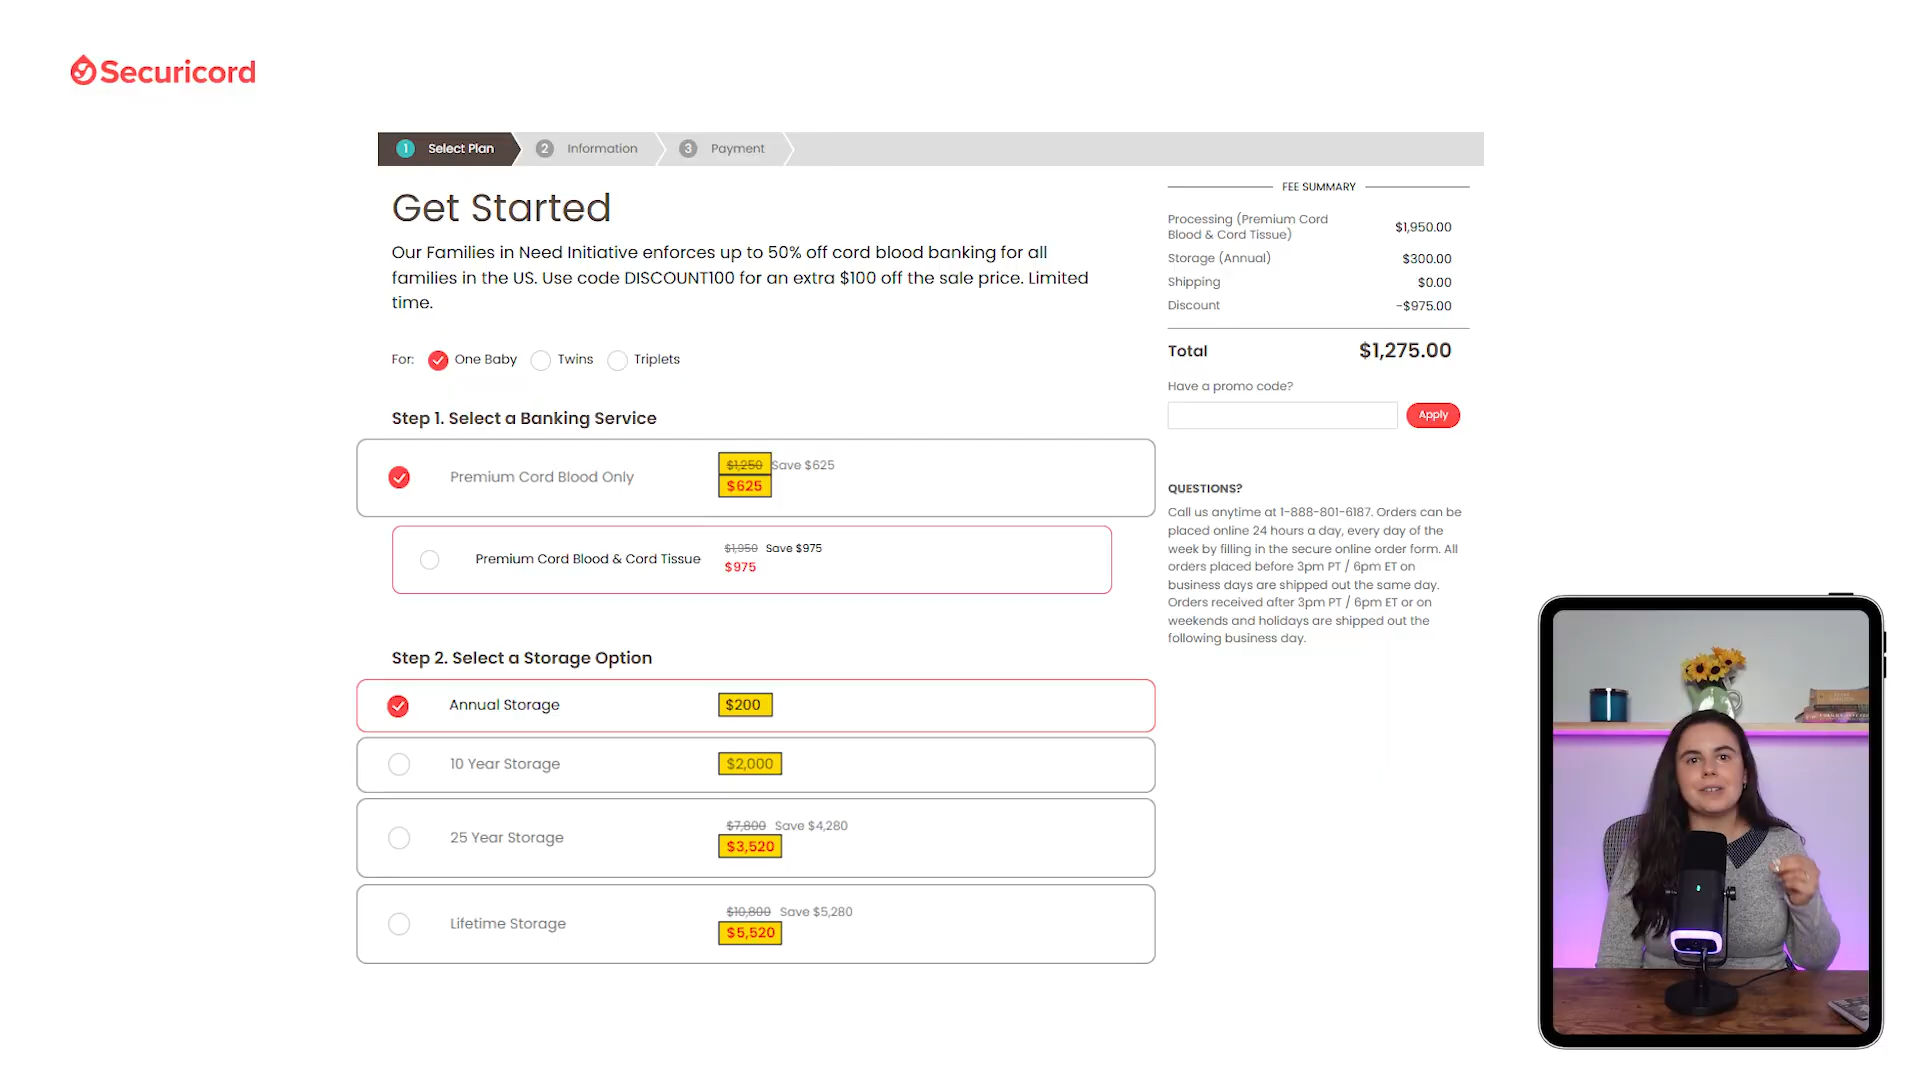 Securicord
1 Select Plan
2 Information
3 Payment
Get Started
Our Families in Need Initiative enforces up to 50% off cord blood banking for all
families in the US. Use code DISCOUNT100 for an extra $100 off the sale price. Limited
time.
For: One Baby Twins Triplets
Step 1. Select a Banking Service
Premium Cord Blood Only
$1,250 Save $625
$625
Premium Cord Blood & Cord Tissue
$1,950 Save $975
$975
Step 2. Select a Storage Option
Annual Storage $200
10 Year Storage $2,000
25 Year Storage
$7,800 Save $4,280
$3,520
Lifetime Storage
$10,800 Save $5,280
$5,520
FEE SUMMARY
Processing (Premium Cord
Blood & Cord Tissue) $1,950.00
Storage (Annual) $300.00
Shipping $0.00
Discount -$975.00
Total $1,275.00
Have a promo code?
Apply
QUESTIONS?
Call us anytime at 1-888-801-6187. Orders can be
placed online 24 hours a day, every day of the
week by filling in the secure online order form. All
orders placed before 3pm PT / 6pm ET on
business days are shipped out the same day.
Orders received after 3pm PT / 6pm ET or on
weekends and holidays are shipped out the
following business day.